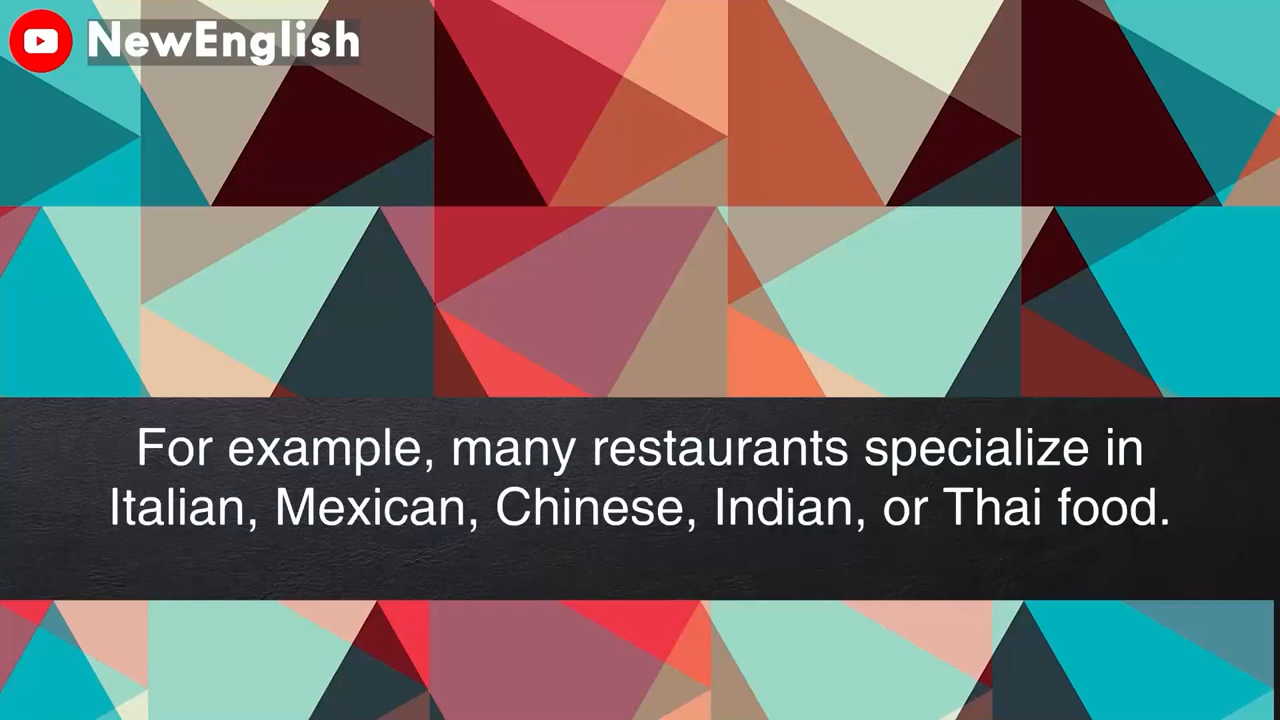 NewEnglish
For example, many restaurants specialize in
Italian, Mexican, Chinese, Indian, or Thai food.